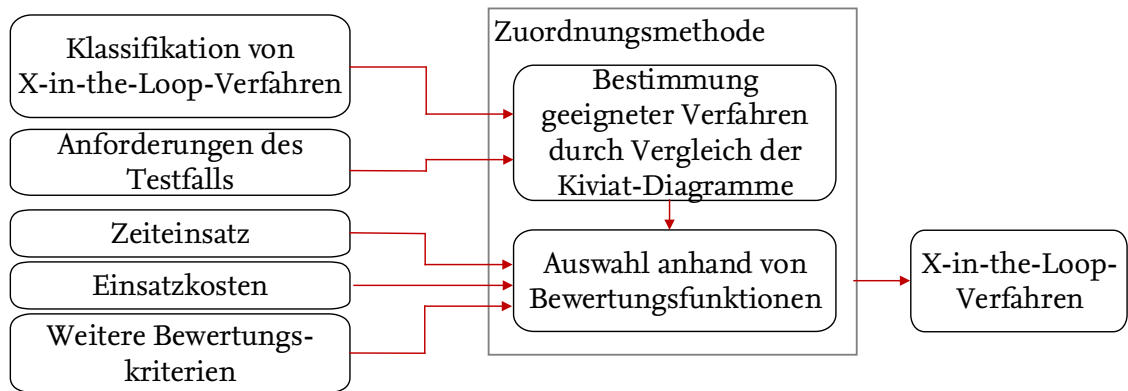 Klassifikation von
X-in-the-Loop-Verfahren
Anforderungen des
Testfalls
Zeiteinsatz
Einsatzkosten
Weitere Bewertungs-
kriterien
Zuordnungsmethode
Bestimmung
geeigneter Verfahren
durch Vergleich der
Kiviat-Diagramme
Auswahl anhand von
Bewertungsfunktionen
X-in-the-Loop-
Verfahren